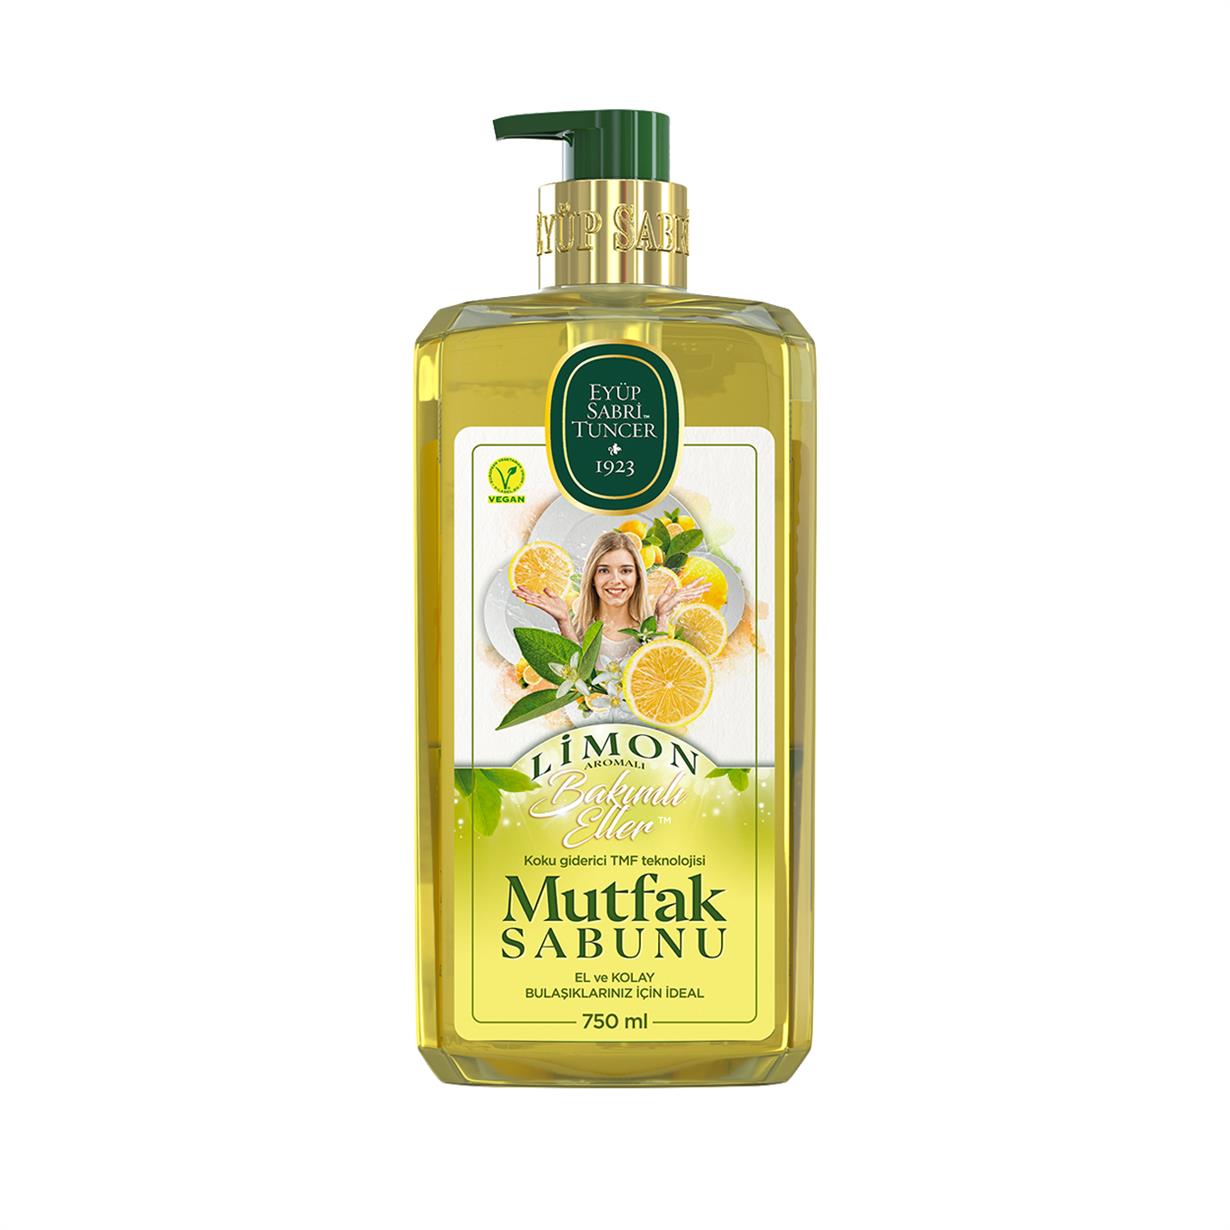 EYÜP SABRİ
EYÜP
SABRİ™
TUNCER
1923
VEGAN
LİMON
AROMALI
Bakımlı
Eller™
Koku giderici TMF teknolojisi
Mutfak
SABUNU
EL ve KOLAY
BULAŞIKLARINIZ İÇİN İDEAL
750 ml